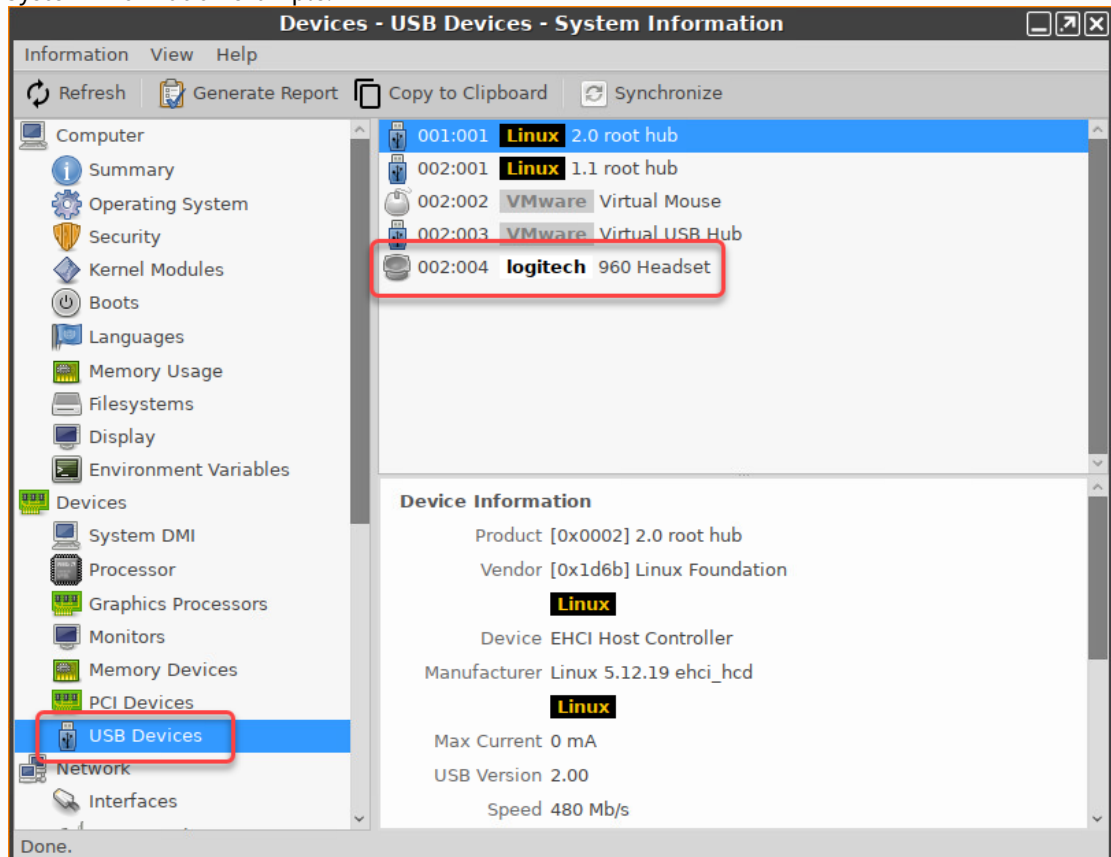 Devices - USB Devices - System Information
Information View Help
Refresh Generate Report Copy to Clipboard Synchronize
Computer
Summary
Operating System
Security
Kernel Modules
Boots
Languages
Memory Usage
Filesystems
Display
Environment Variables
Devices
System DMI
Processor
Graphics Processors
Monitors
Memory Devices
PCI Devices
USB Devices
Network
Interfaces
001:001 Linux 2.0 root hub
002:001 Linux 1.1 root hub
002:002 VMware Virtual Mouse
002:003 VMware Virtual USB Hub
002:004 logitech 960 Headset
Device Information
Product [0x0002] 2.0 root hub
Vendor [0x1d6b] Linux Foundation
Linux
Device EHCI Host Controller
Manufacturer Linux 5.12.19 ehci_hcd
Linux
Max Current 0 mA
USB Version 2.00
Speed 480 Mb/s
Done.